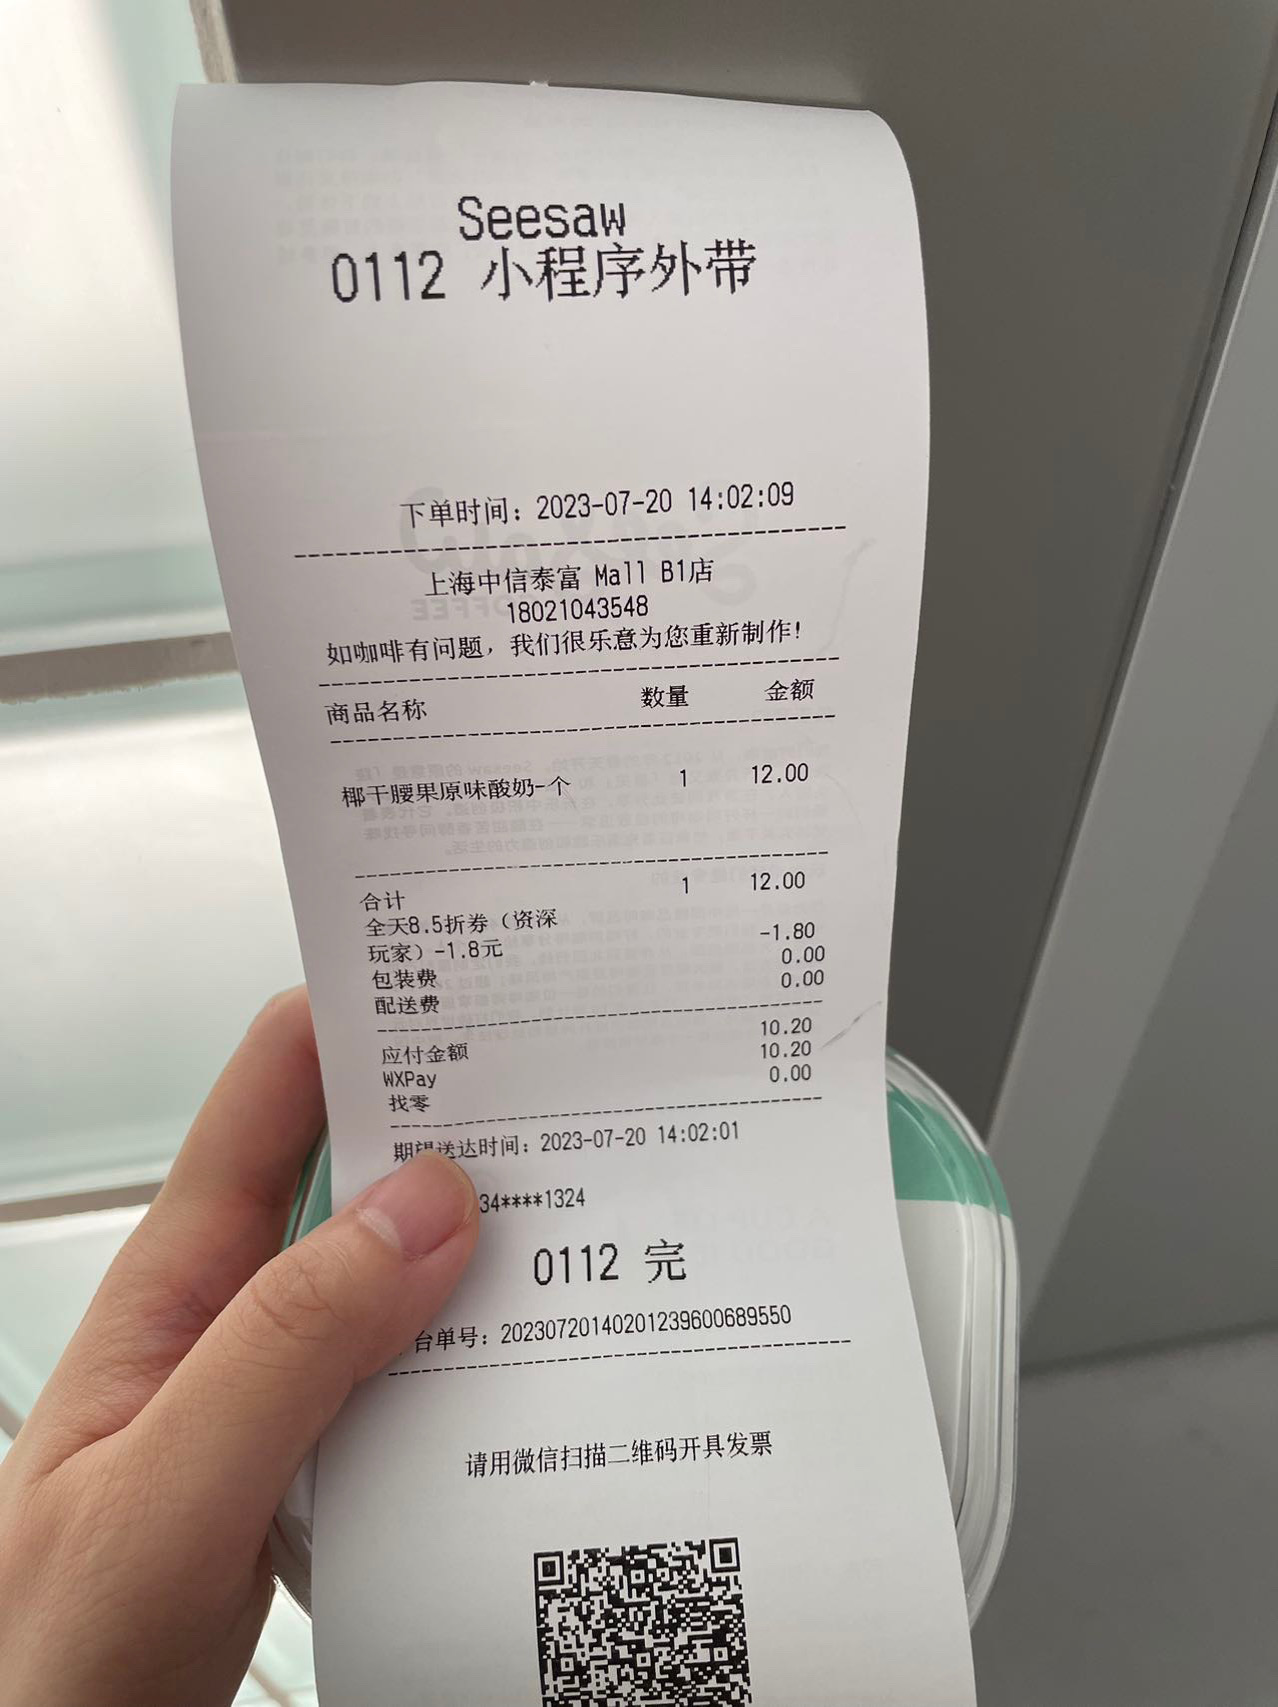 Seesaw
0112 小程序外带
下单时间：2023-07-20 14:02:09
上海中信泰富 Mall B1店
18021043548
如咖啡有问题，我们很乐意为您重新制作！
商品名称 数量 金额
椰干腰果原味酸奶-个 1 12.00
合计 1 12.00
全天8.5折券（资深
玩家）-1.8元 -1.80
包装费 0.00
配送费 0.00
应付金额 10.20
WXPay 10.20
找零 0.00
期望送达时间：2023-07-20 14:02:01
34****1324
0112 完
台单号：20230720140201239600689550
请用微信扫描二维码开具发票